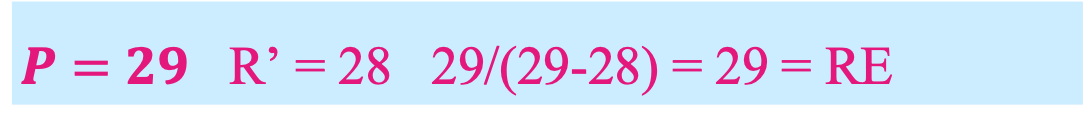 P = 29 R’ = 28 29/(29-28) = 29 = RE